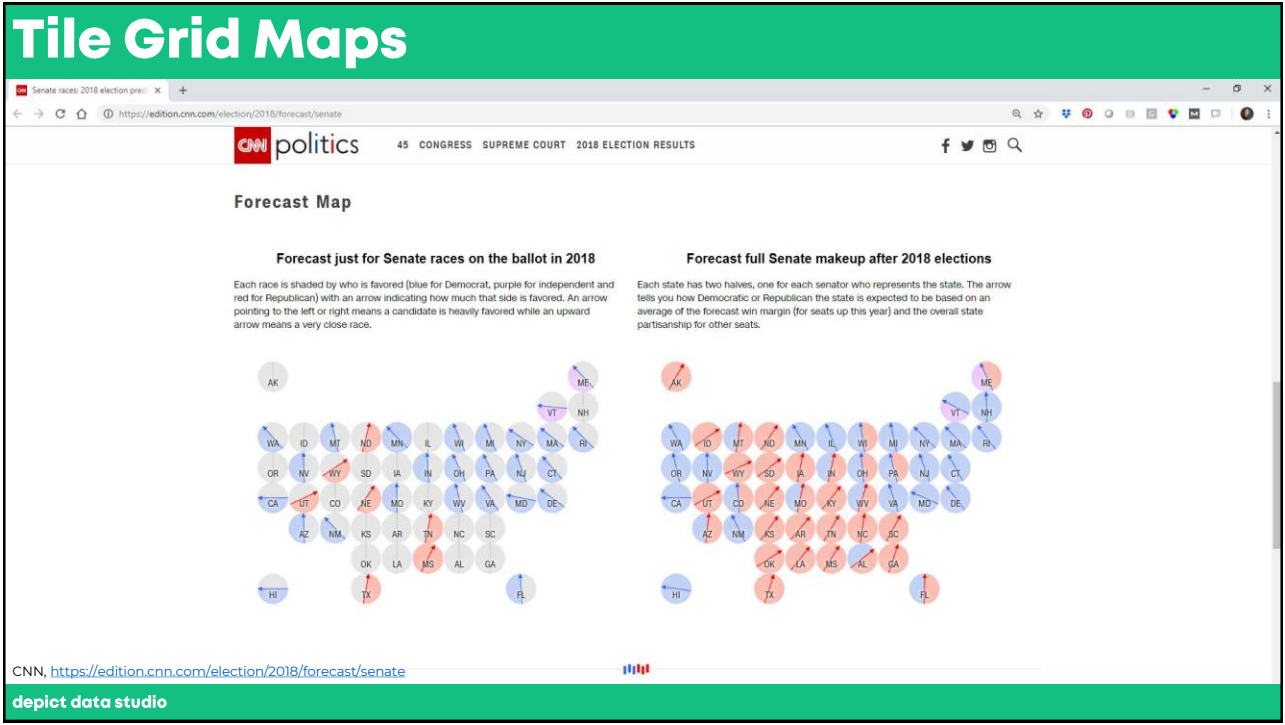 Tile Grid Maps
Senate races: 2018 election pred
https://edition.cnn.com/election/2018/forecast/senate
CNN politics 45 CONGRESS SUPREME COURT 2018 ELECTION RESULTS
Forecast Map
Forecast just for Senate races on the ballot in 2018
Each race is shaded by who is favored (blue for Democrat, purple for independent and
red for Republican) with an arrow indicating how much that side is favored. An arrow
pointing to the left or right means a candidate is heavily favored while an upward
arrow means a very close race.
AK ME
VT NH
WA ID MT ND MN IL WI MI NY MA RI
OR NV WY SD IA IN OH PA NJ CT
CA UT CO NE MO KY WV VA MD DE
AZ NM KS AR TN NC SC
OK LA MS AL GA
HI TX FL
Forecast full Senate makeup after 2018 elections
Each state has two halves, one for each senator who represents the state. The arrow
tells you how Democratic or Republican the state is expected to be based on an
average of the forecast win margin (for seats up this year) and the overall state
partisanship for other seats.
AK ME
VT NH
WA ID MT ND MN IL WI MI NY MA RI
OR NV WY SD IA IN OH PA NJ CT
CA UT CO NE MO KY WV VA MD DE
AZ NM KS AR TN NC SC
OK LA MS AL GA
HI TX FL
CNN, https://edition.cnn.com/election/2018/forecast/senate
depict data studio